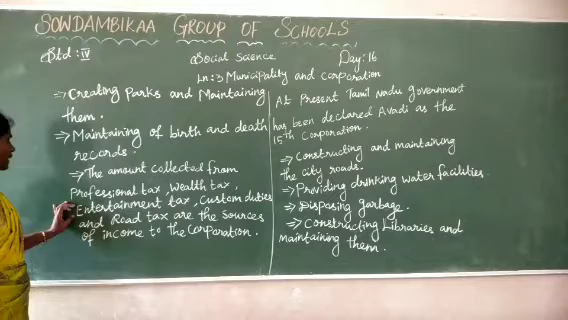 SOWDAMBIKAA GROUP OF SCHOOLS
Std : IV
Social Science
Day: 16
Ln: 3 Municipality and corporation
⇒ Creating Parks and Maintaining
them.
⇒ Maintaining of birth and death
records.
⇒ The amount collected from
Professional tax, Wealth tax,
Entertainment tax, Custom duties
and Road tax are the Sources
of income to the Corporation.
At Present Tamil nadu government
has been declared Avadi as the
15th Corporation.
⇒ Constructing and maintaining
the city roads.
⇒ Providing drinking water facilities.
⇒ Dispasing garbage.
⇒ Constructing Libraries and
Maintaining them.